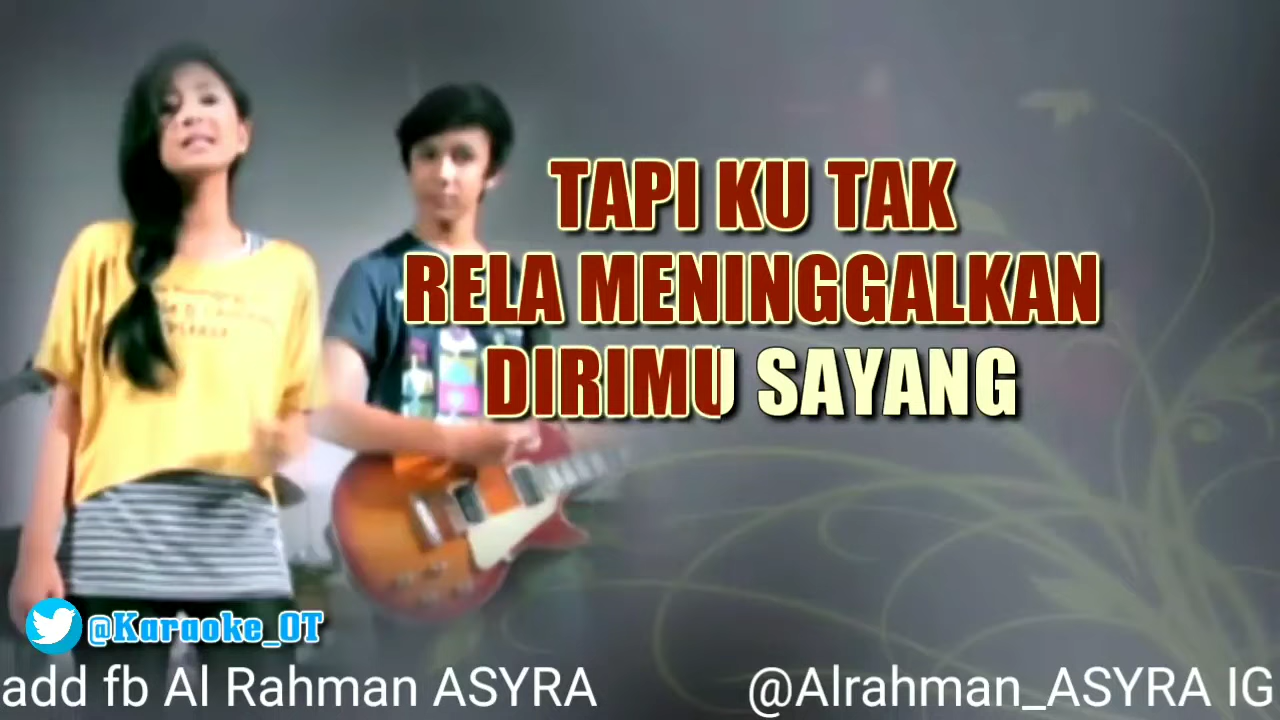 TAPI KU TAK
RELA MENINGGALKAN
DIRIMU SAYANG
@Karaoke_OT
add fb Al Rahman ASYRA
@Alrahman_ASYRA IG